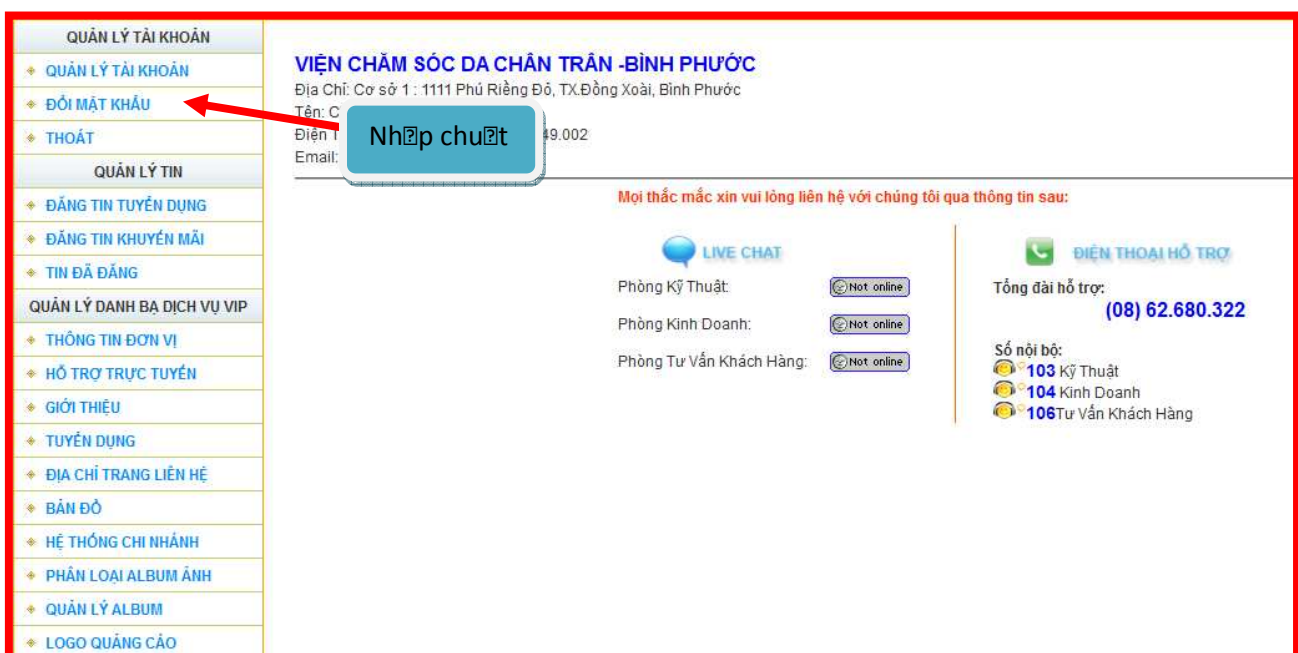 QUẢN LÝ TÀI KHOẢN
QUẢN LÝ TÀI KHOẢN
ĐỔI MẬT KHẨU
THOÁT
QUẢN LÝ TIN
ĐĂNG TIN TUYỂN DỤNG
ĐĂNG TIN KHUYẾN MÃI
TIN ĐÃ ĐĂNG
QUẢN LÝ DANH BẠ DỊCH VỤ VIP
THÔNG TIN ĐƠN VỊ
HỖ TRỢ TRỰC TUYẾN
GIỚI THIỆU
TUYỂN DỤNG
ĐỊA CHỈ TRANG LIÊN HỆ
BẢN ĐỒ
HỆ THỐNG CHI NHÁNH
PHÂN LOẠI ALBUM ẢNH
QUẢN LÝ ALBUM
LOGO QUẢNG CÁO
VIỆN CHĂM SÓC DA CHÂN TRÂN -BÌNH PHƯỚC
Địa Chỉ: Cơ sở 1 : 1111 Phú Riềng Đỏ, TX.Đồng Xoài, Bình Phước
Tên: C
Điện T 49.002
Email:
Nh⍰p chu⍰t
Mọi thắc mắc xin vui lòng liên hệ với chúng tôi qua thông tin sau:
LIVE CHAT
Phòng Kỹ Thuật: Not online
Phòng Kinh Doanh: Not online
Phòng Tư Vấn Khách Hàng: Not online
ĐIỆN THOẠI HỖ TRỢ
Tổng đài hỗ trợ:
(08) 62.680.322
Số nội bộ:
103 Kỹ Thuật
104 Kinh Doanh
106Tư Vấn Khách Hàng